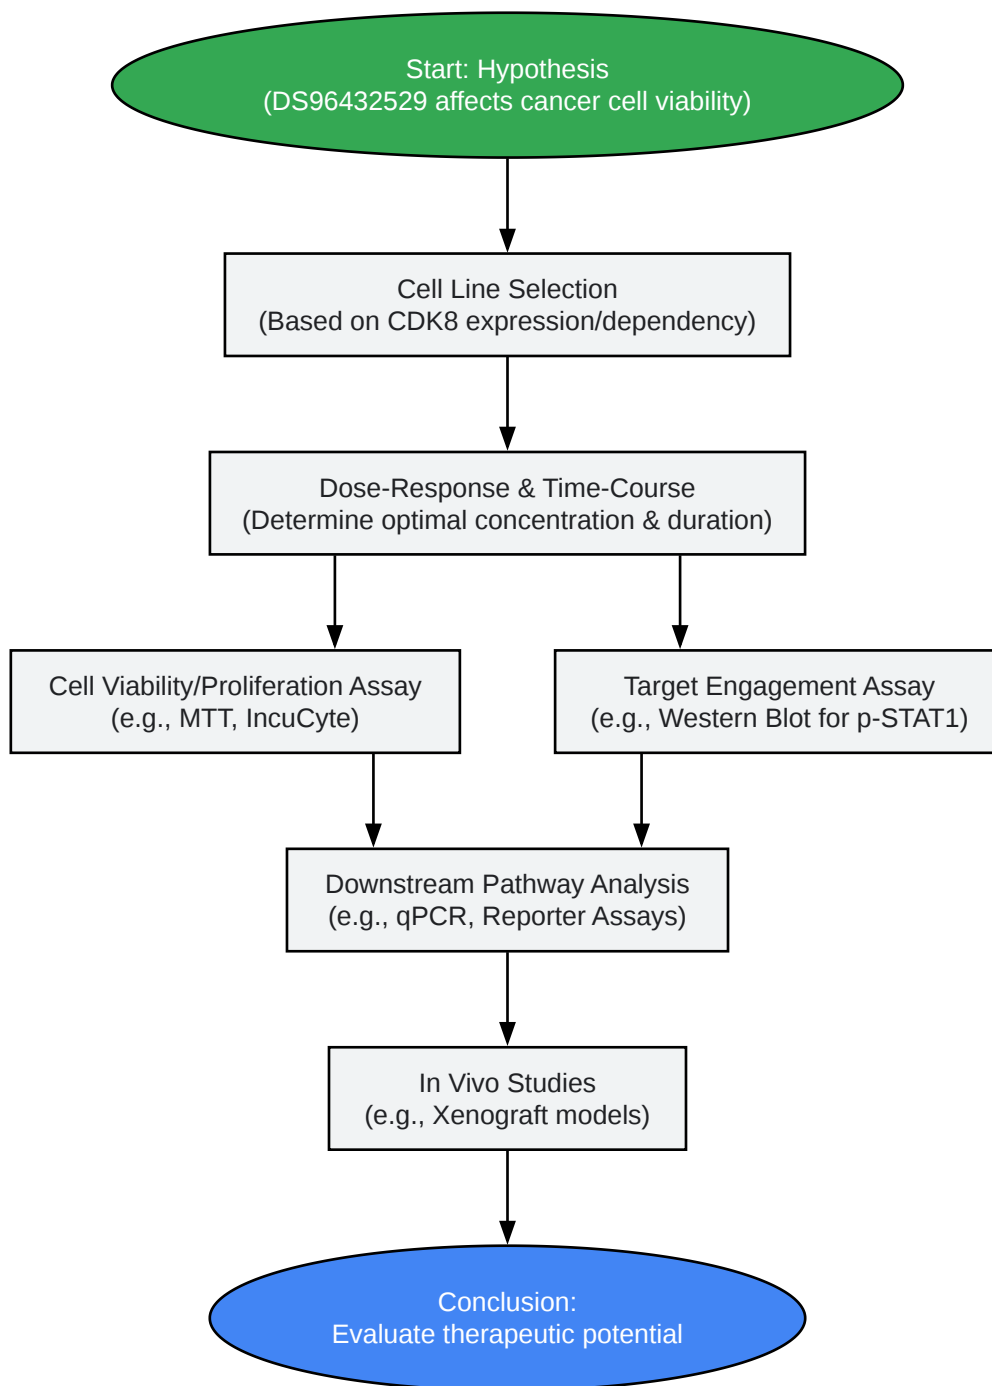 Start: Hypothesis
(DS96432529 affects cancer cell viability)
Cell Line Selection
(Based on CDK8 expression/dependency)
Dose-Response & Time-Course
(Determine optimal concentration & duration)
Cell Viability/Proliferation Assay
(e.g., MTT, IncuCyte)
Target Engagement Assay
(e.g., Western Blot for p-STAT1)
Downstream Pathway Analysis
(e.g., qPCR, Reporter Assays)
In Vivo Studies
(e.g., Xenograft models)
Conclusion:
Evaluate therapeutic potential